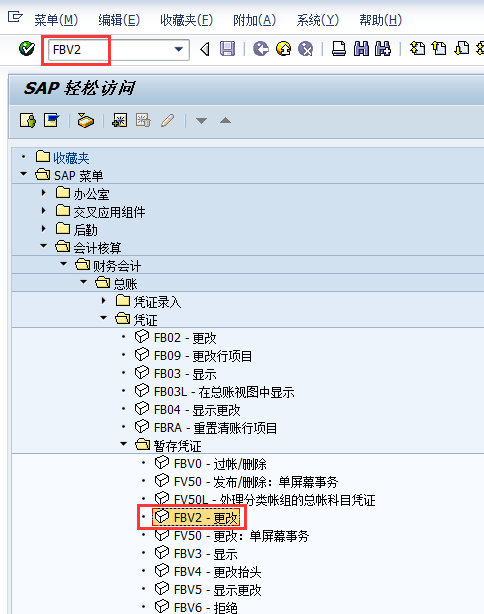 菜单(M) 编辑(E) 收藏夹(F) 附加(A) 系统(Y) 帮助(H)
FBV2
SAP 轻松访问
收藏夹
SAP 菜单
办公室
交叉应用组件
后勤
会计核算
财务会计
总账
凭证录入
凭证
FB02 - 更改
FB09 - 更改行项目
FB03 - 显示
FB03L - 在总账视图中显示
FB04 - 显示更改
FBRA - 重置清账行项目
暂存凭证
FBV0 - 过帐/删除
FV50 - 发布/删除：单屏幕事务
FV50L - 处理分类帐组的总帐科目凭证
FBV2 - 更改
FV50 - 更改：单屏幕事务
FBV3 - 显示
FBV4 - 更改抬头
FBV5 - 显示更改
FBV6 - 拒绝